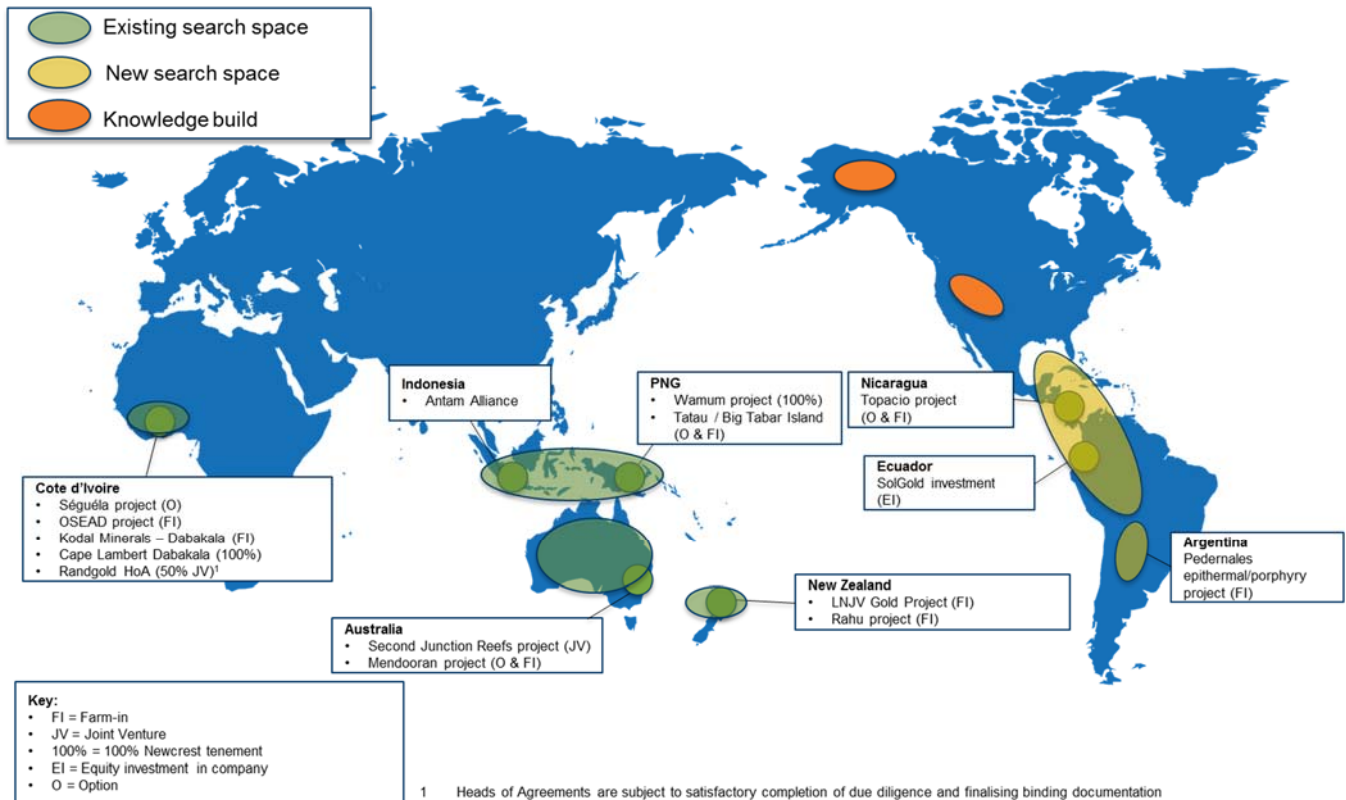 Existing search space
New search space
Knowledge build
Indonesia
• Antam Alliance
PNG
• Wamum project (100%)
• Tatau / Big Tabar Island
(O & FI)
Nicaragua
Topacio project
(O & FI)
Ecuador
SolGold investment
(EI)
Cote d'Ivoire
• Séguéla project (O)
• OSEAD project (FI)
• Kodal Minerals – Dabakala (FI)
• Cape Lambert Dabakala (100%)
• Randgold HoA (50% JV)¹
Argentina
Pedernales
epithermal/porphyry
project (FI)
New Zealand
• LNJV Gold Project (FI)
• Rahu project (FI)
Australia
• Second Junction Reefs project (JV)
• Mendooran project (O & FI)
Key:
• FI = Farm-in
• JV = Joint Venture
• 100% = 100% Newcrest tenement
• EI = Equity investment in company
• O = Option
1 Heads of Agreements are subject to satisfactory completion of due diligence and finalising binding documentation